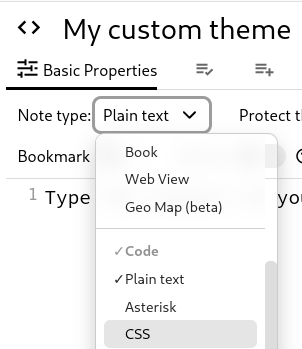 <> My custom theme
Basic Properties
Note type: Plain text Protect t
Bookmark
Book
Web View
Geo Map (beta)
1 Type you
✓Code
✓Plain text
Asterisk
CSS